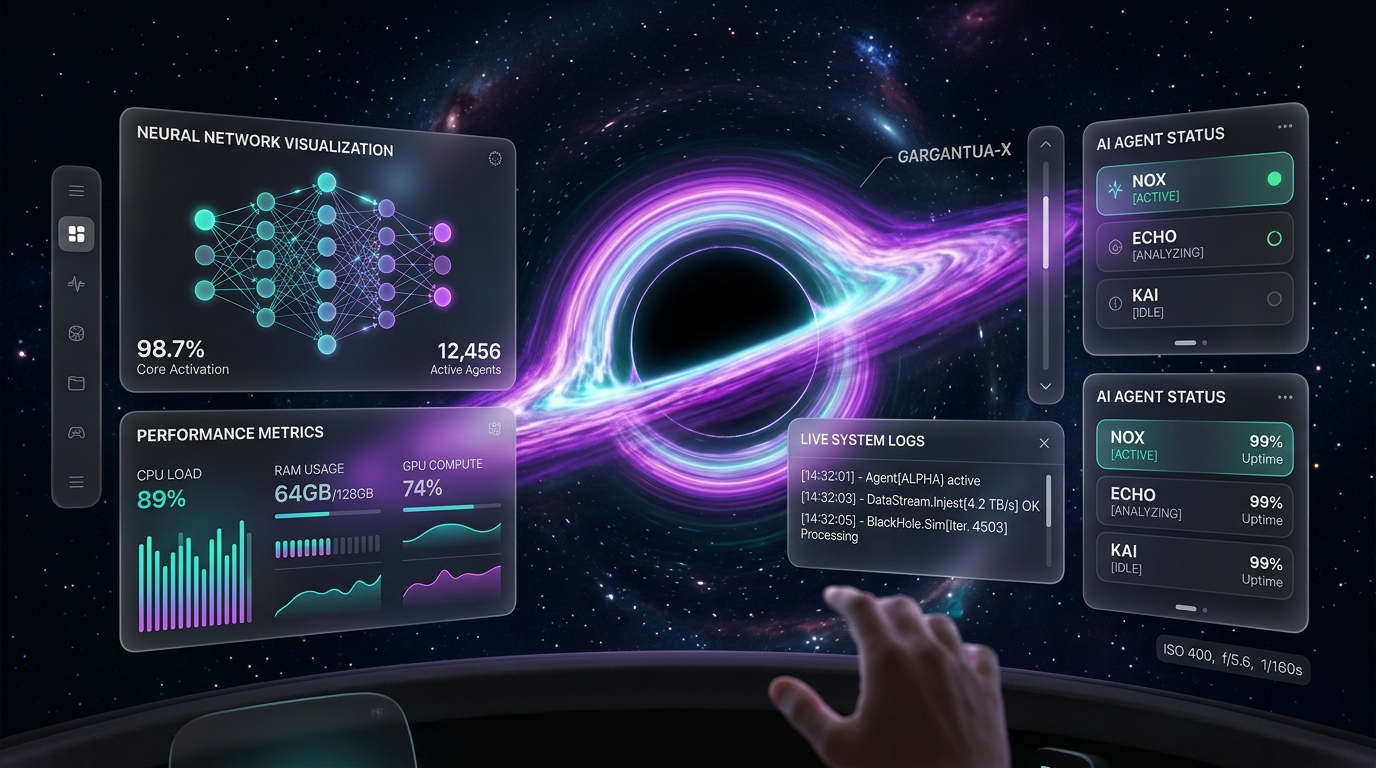 NEURAL NETWORK VISUALIZATION
98.7%
Core Activation
12,456
Active Agents
PERFORMANCE METRICS
CPU LOAD
89%
RAM USAGE
64GB/128GB
GPU COMPUTE
74%
GARGANTUA-X
LIVE SYSTEM LOGS
[14:32:01] - Agent[ALPHA] active
[14:32:03] - DataStream.Injest[4.2 TB/s] OK
[14:32:05] - BlackHole.Sim[Iter. 4503]
Processing
AI AGENT STATUS
NOX
[ACTIVE]
ECHO
[ANALYZING]
KAI
[IDLE]
AI AGENT STATUS
NOX
[ACTIVE]
99%
Uptime
ECHO
[ANALYZING]
99%
Uptime
KAI
[IDLE]
99%
Uptime
ISO 400, f/5.6, 1/160s